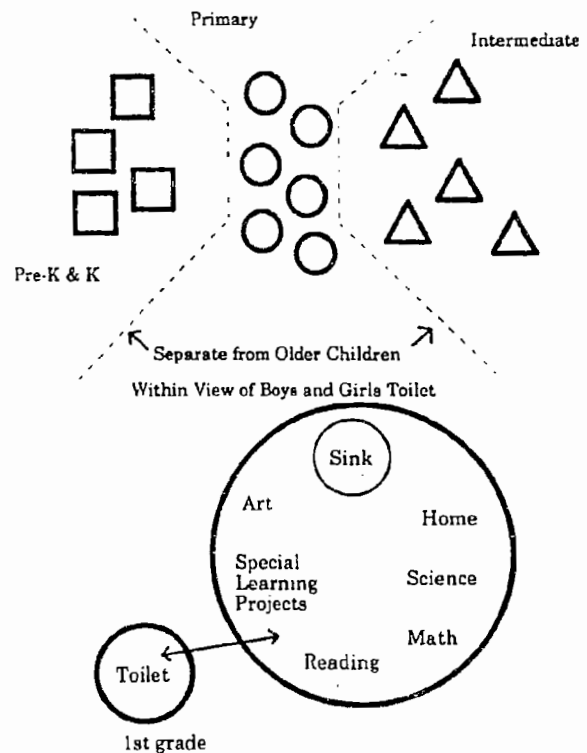 Primary
Intermediate
Pre-K & K
Separate from Older Children
Within View of Boys and Girls Toilet
Sink
Art
Home
Special
Learning
Projects
Science
Math
Reading
Toilet
1st grade